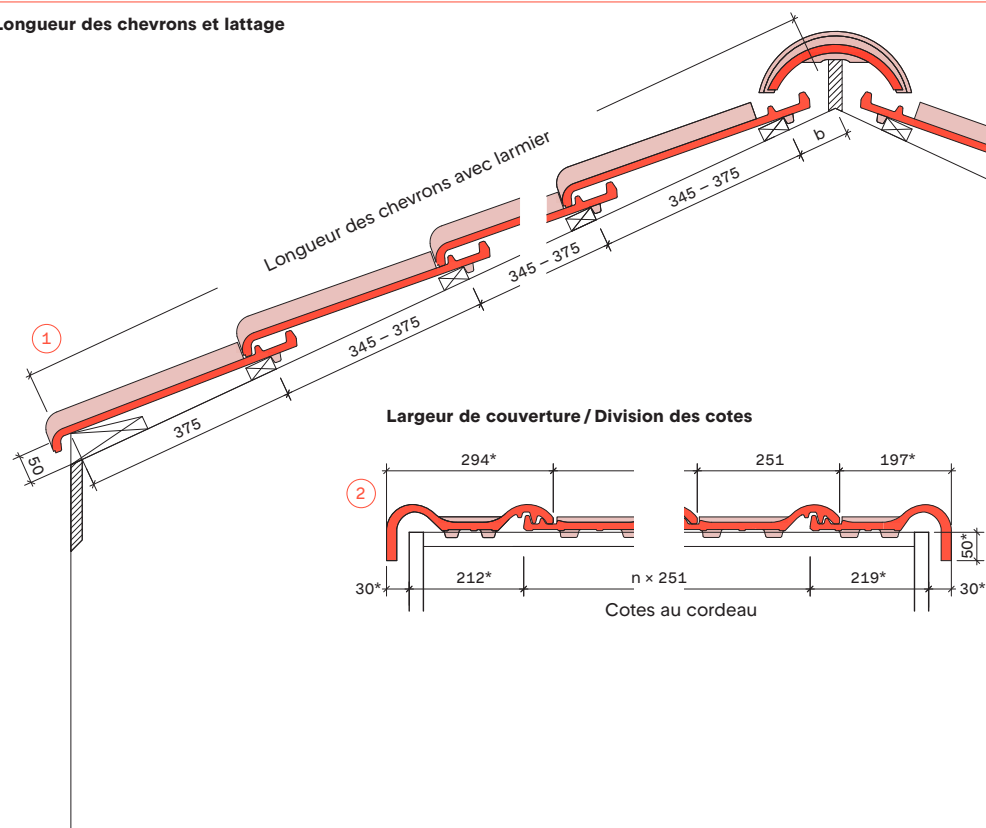 Longueur des chevrons et lattage
Longueur des chevrons avec larmier
b
345 – 375
345 – 375
345 – 375
375
50
1
Largeur de couverture / Division des cotes
2
294*
251
197*
50*
30*
212*
n × 251
219*
30*
Cotes au cordeau